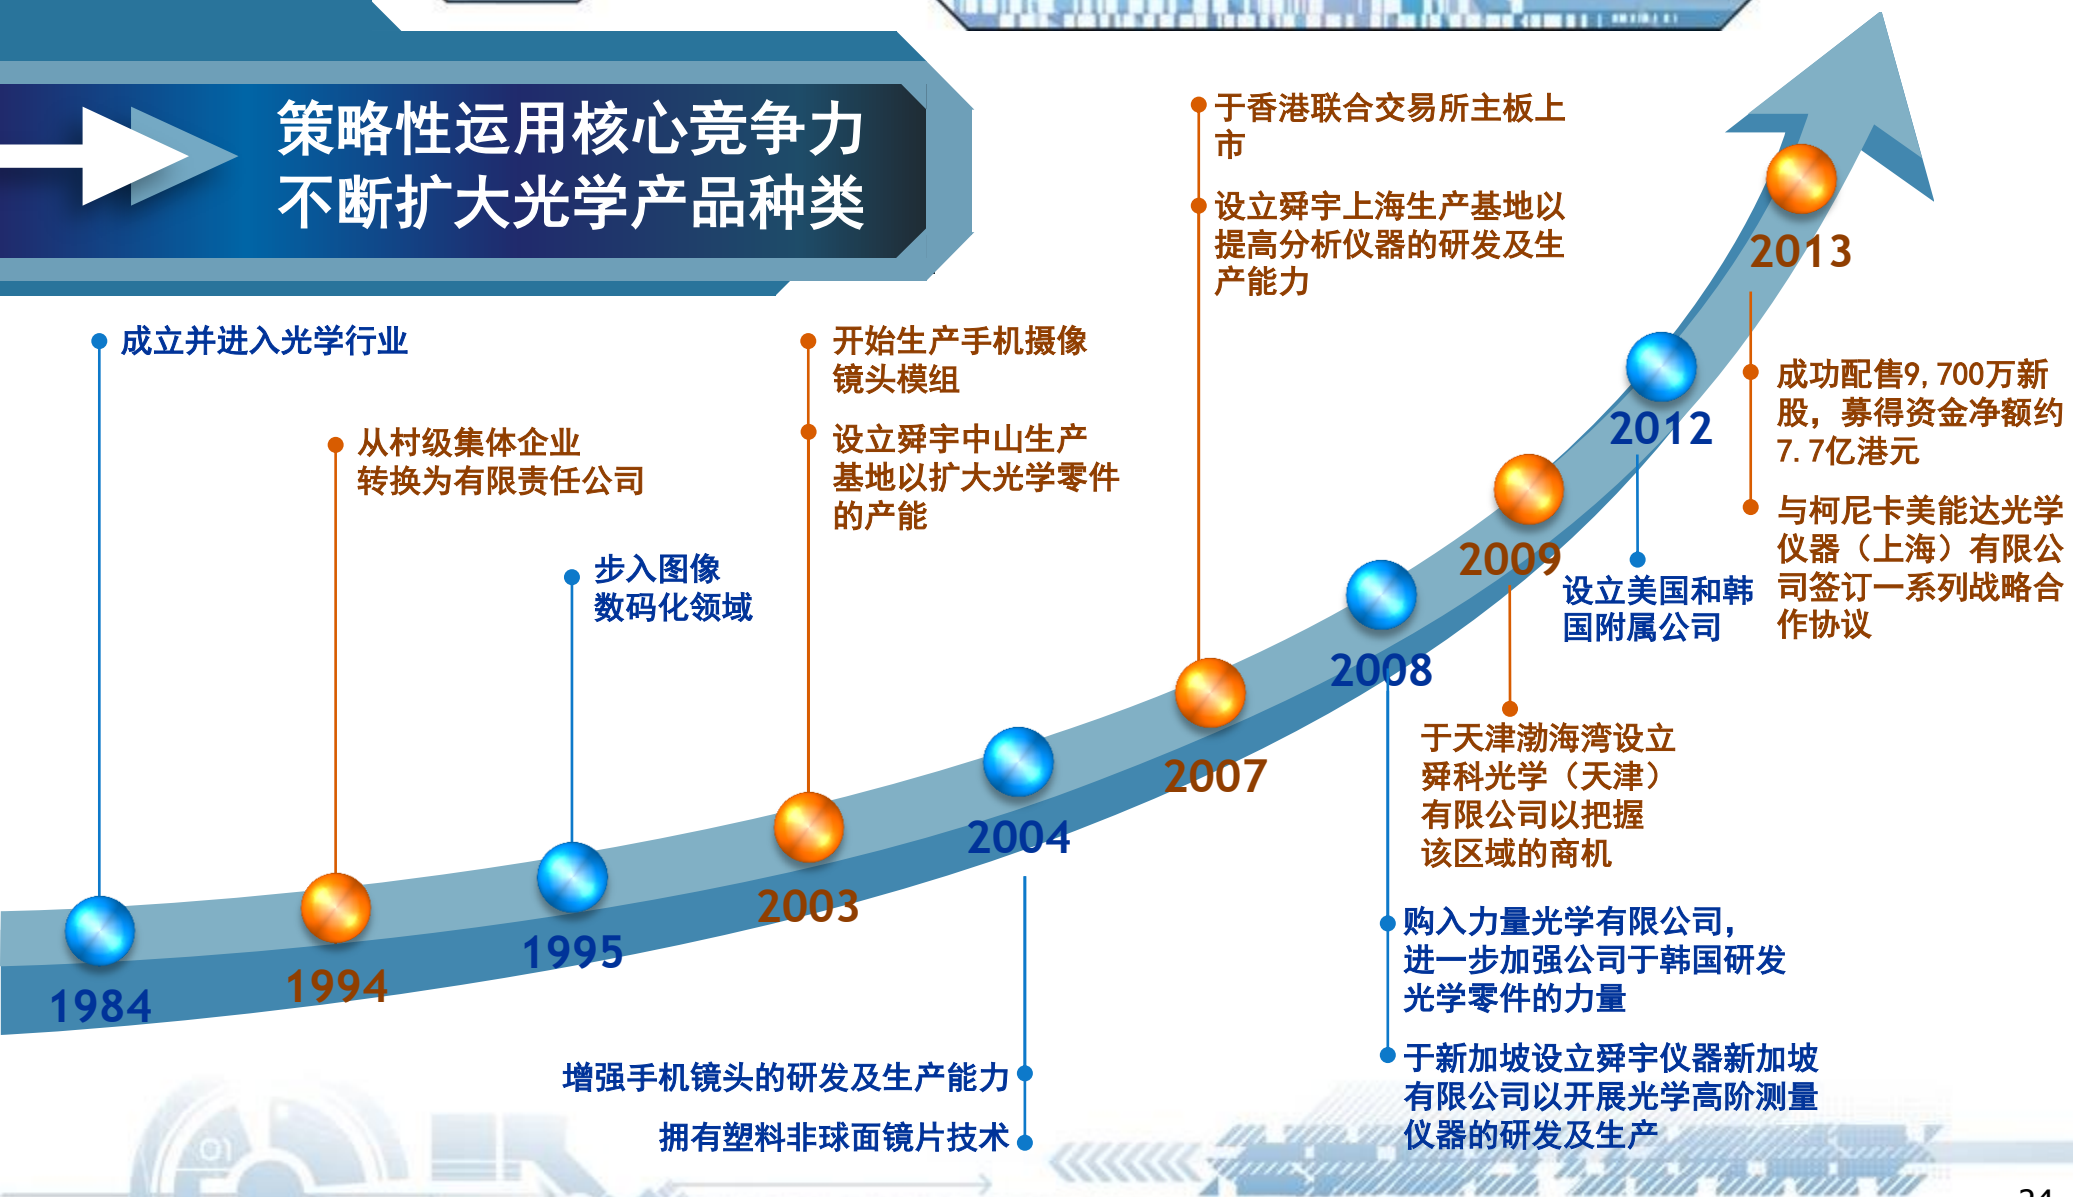 策略性运用核心竞争力
不断扩大光学产品种类
成立并进入光学行业
1984
从村级集体企业
转换为有限责任公司
1994
步入图像
数码化领域
1995
开始生产手机摄像
镜头模组
设立舜宇中山生产
基地以扩大光学零件
的产能
2003
2004
增强手机镜头的研发及生产能力
拥有塑料非球面镜片技术
于香港联合交易所主板上
市
设立舜宇上海生产基地以
提高分析仪器的研发及生
产能力
2007
2008
购入力量光学有限公司，
进一步加强公司于韩国研发
光学零件的力量
于新加坡设立舜宇仪器新加坡
有限公司以开展光学高阶测量
仪器的研发及生产
2009
于天津渤海湾设立
舜科光学（天津）
有限公司以把握
该区域的商机
2012
设立美国和韩
国附属公司
2013
成功配售9,700万新
股，募得资金净额约
7.7亿港元
与柯尼卡美能达光学
仪器（上海）有限公
司签订一系列战略合
作协议